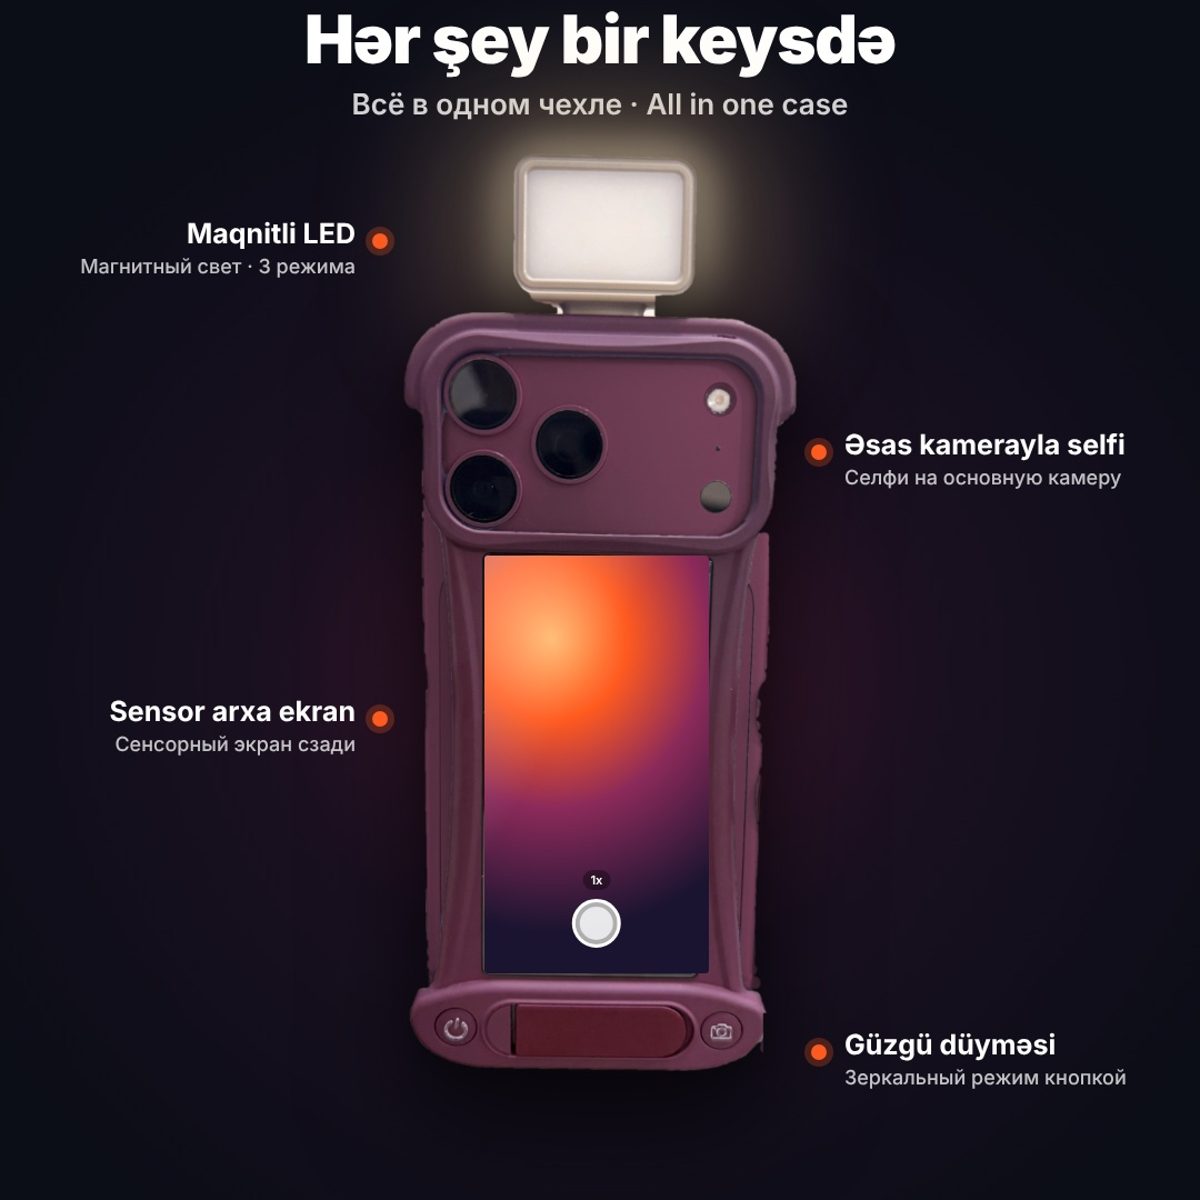 Hər şey bir keysdə
Всё в одном чехле · All in one case
Maqnitli LED
Магнитный свет · 3 режима
Əsas kamerayla selfi
Селфи на основную камеру
Sensor arxa ekran
Сенсорный экран сзади
1x
Güzgü düyməsi
Зеркальный режим кнопкой